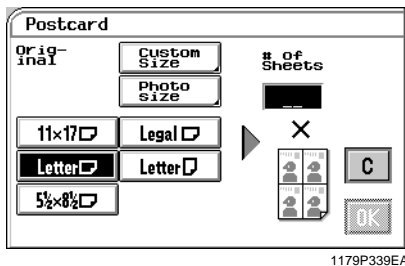 Postcard
Orig-
inal
Custom
Size
Photo
size
# of
Sheets
11×17
Legal
Letter
Letter
5½×8½
C
OK
1179P339EA